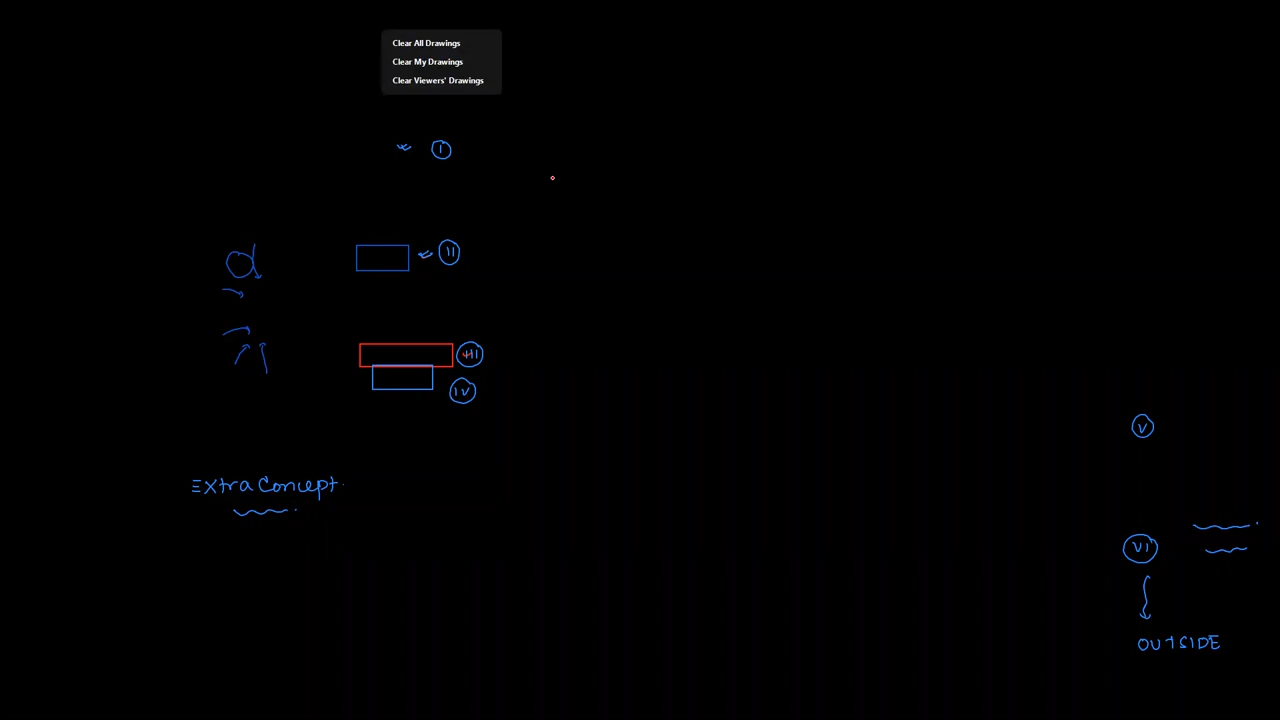 Clear All Drawings
Clear My Drawings
Clear Viewers' Drawings
I
II
III
IV
V
Extra Concept
VI
OUTSIDE